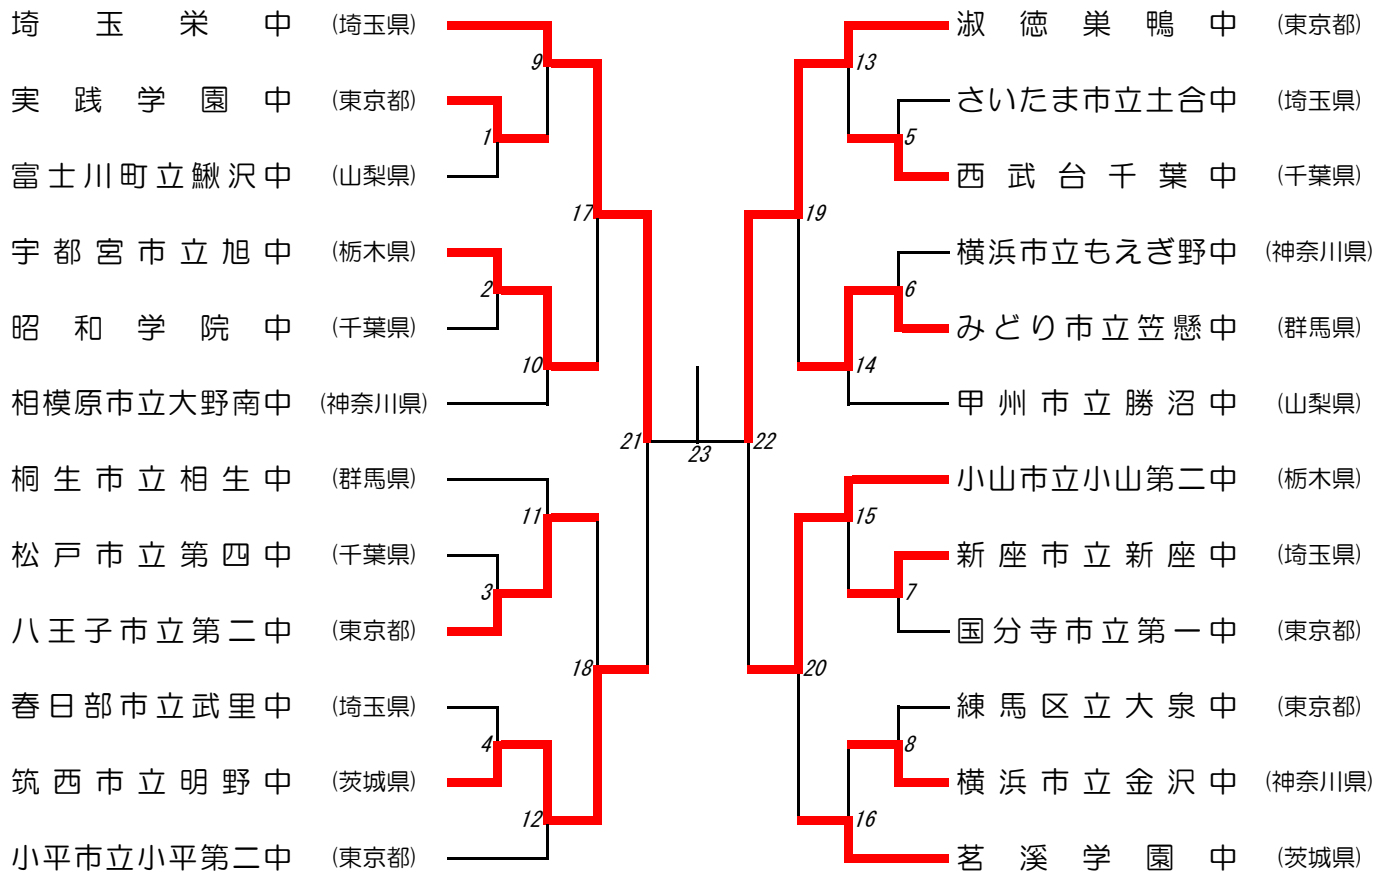 埼玉栄中 (埼玉県)
実践学園中 (東京都)
富士川町立鰍沢中 (山梨県)
宇都宮市立旭中 (栃木県)
昭和学院中 (千葉県)
相模原市立大野南中 (神奈川県)
桐生市立相生中 (群馬県)
松戸市立第四中 (千葉県)
八王子市立第二中 (東京都)
春日部市立武里中 (埼玉県)
筑西市立明野中 (茨城県)
小平市立小平第二中 (東京都)
9
1
17
2
10
11
3
18
4
12
21
23
22
13
5
19
6
14
15
7
20
8
16
淑徳巣鴨中 (東京都)
さいたま市立土合中 (埼玉県)
西武台千葉中 (千葉県)
横浜市立もえぎ野中 (神奈川県)
みどり市立笠懸中 (群馬県)
甲州市立勝沼中 (山梨県)
小山市立小山第二中 (栃木県)
新座市立新座中 (埼玉県)
国分寺市立第一中 (東京都)
練馬区立大泉中 (東京都)
横浜市立金沢中 (神奈川県)
茗溪学園中 (茨城県)